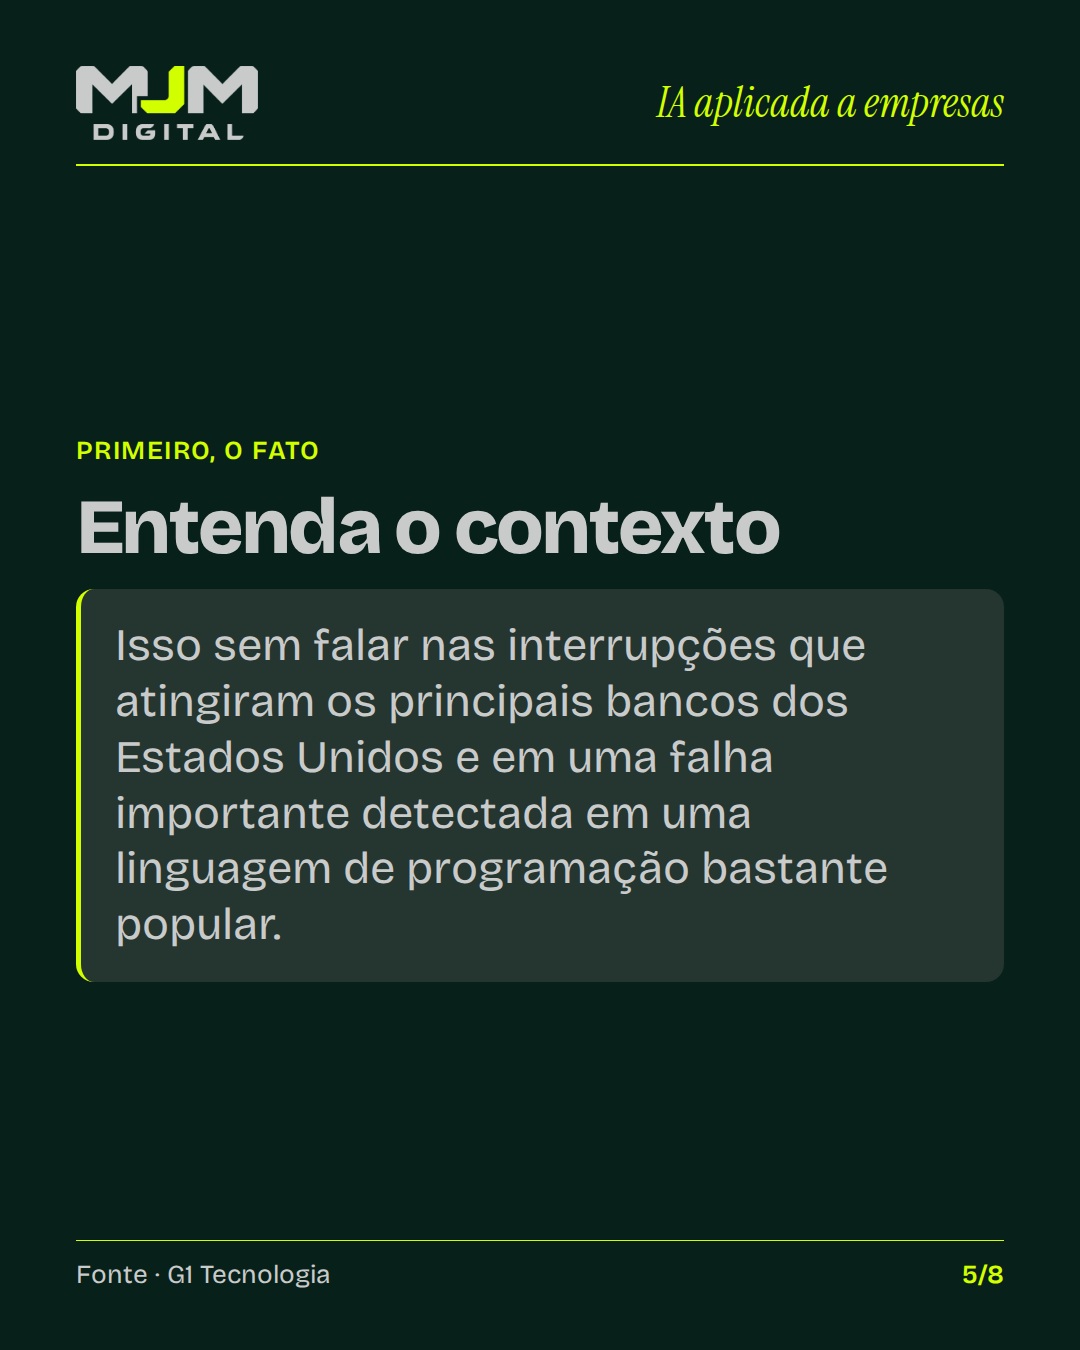 MJM
DIGITAL
IA aplicada a empresas
PRIMEIRO, O FATO
Entenda o contexto
Isso sem falar nas interrupções que
atingiram os principais bancos dos
Estados Unidos e em uma falha
importante detectada em uma
linguagem de programação bastante
popular.
Fonte · G1 Tecnologia
5/8